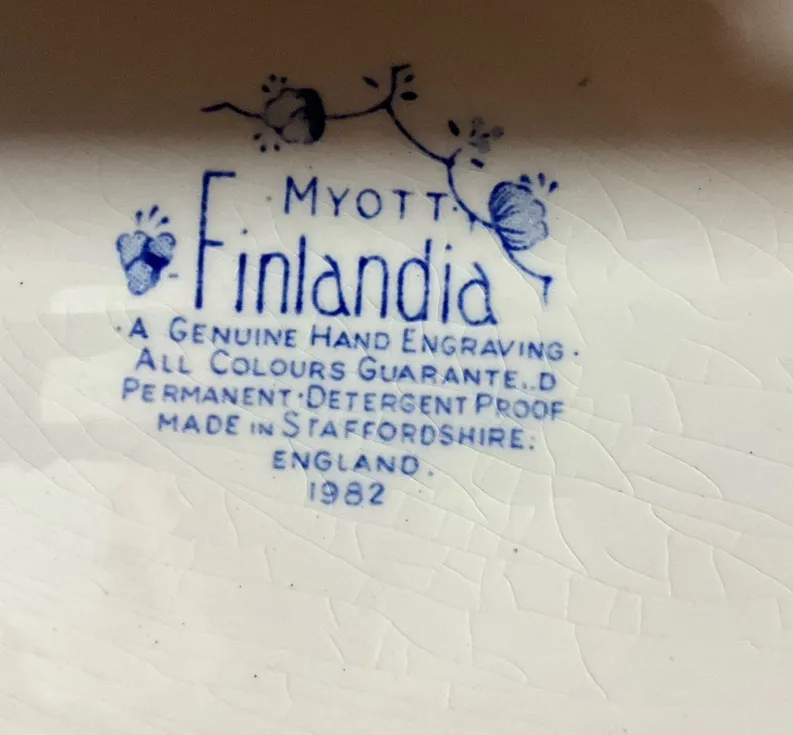 MYOTT
Finlandia
·A GENUINE HAND ENGRAVING·
ALL COLOURS GUARANTE..D
PERMANENT·DETERGENT PROOF
MADE IN STAFFORDSHIRE:
ENGLAND.
1982